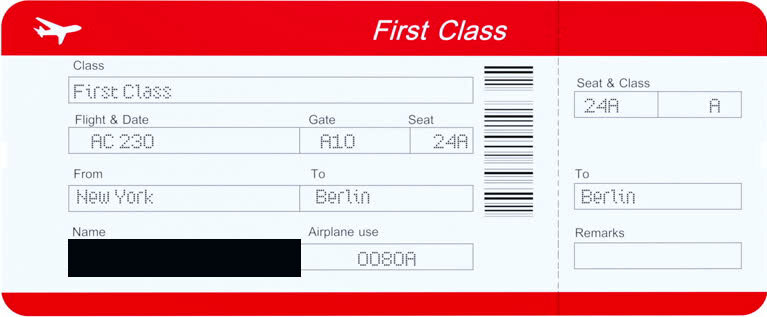 First Class
Class
First Class
Flight & Date Gate Seat
AC 230 A10 24A
From To
New York Berlin
Name Airplane use
0080A
Seat & Class
24A A
To
Berlin
Remarks